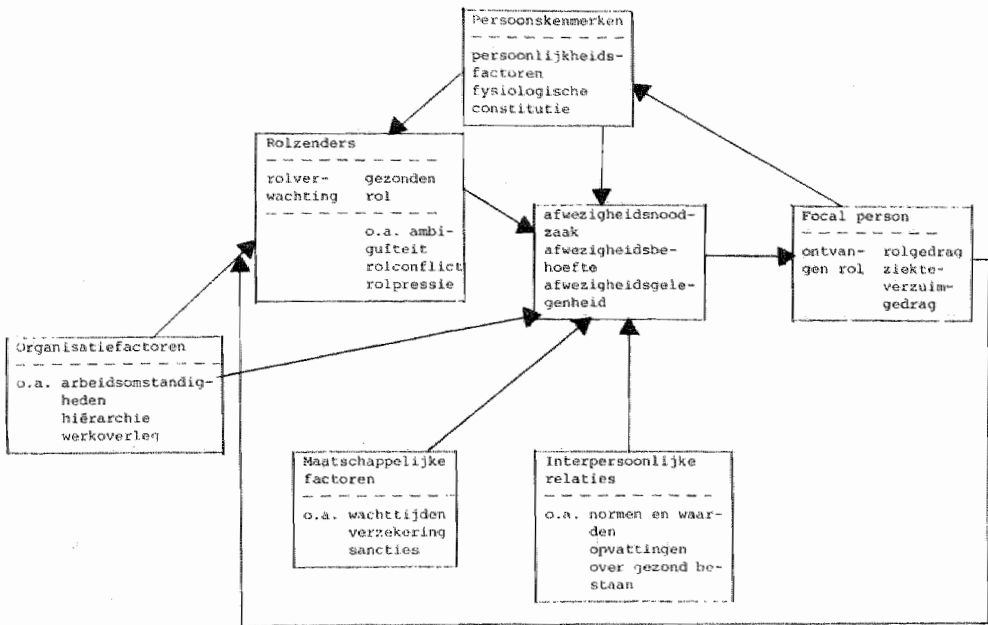 Persoonskenmerken
persoonlijkheids-
factoren
fysiologische
constitutie
Rolzenders
rolver- gezonden
wachting rol
o.a. ambi-
guïteit
rolconflict
rolpressie
afwezigheidsnood-
zaak
afwezigheidsbe-
hoefte
afwezigheidsgele-
genheid
Focal person
ontvan- rolgedrag
gen rol ziekte-
verzuim-
gedrag
Organisatiefactoren
o.a. arbeidsomstandig-
heden
hiërarchie
werkoverleg
Maatschappelijke
factoren
o.a. wachttijden
verzekering
sancties
Interpersoonlijke
relaties
o.a. normen en waar-
den
opvattingen
over gezond be-
staan